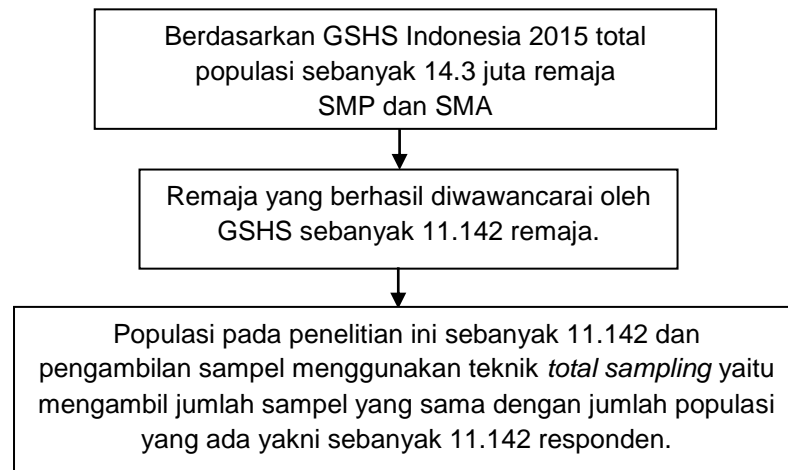 Berdasarkan GSHS Indonesia 2015 total
populasi sebanyak 14.3 juta remaja
SMP dan SMA
Remaja yang berhasil diwawancarai oleh
GSHS sebanyak 11.142 remaja.
Populasi pada penelitian ini sebanyak 11.142 dan
pengambilan sampel menggunakan teknik total sampling yaitu
mengambil jumlah sampel yang sama dengan jumlah populasi
yang ada yakni sebanyak 11.142 responden.